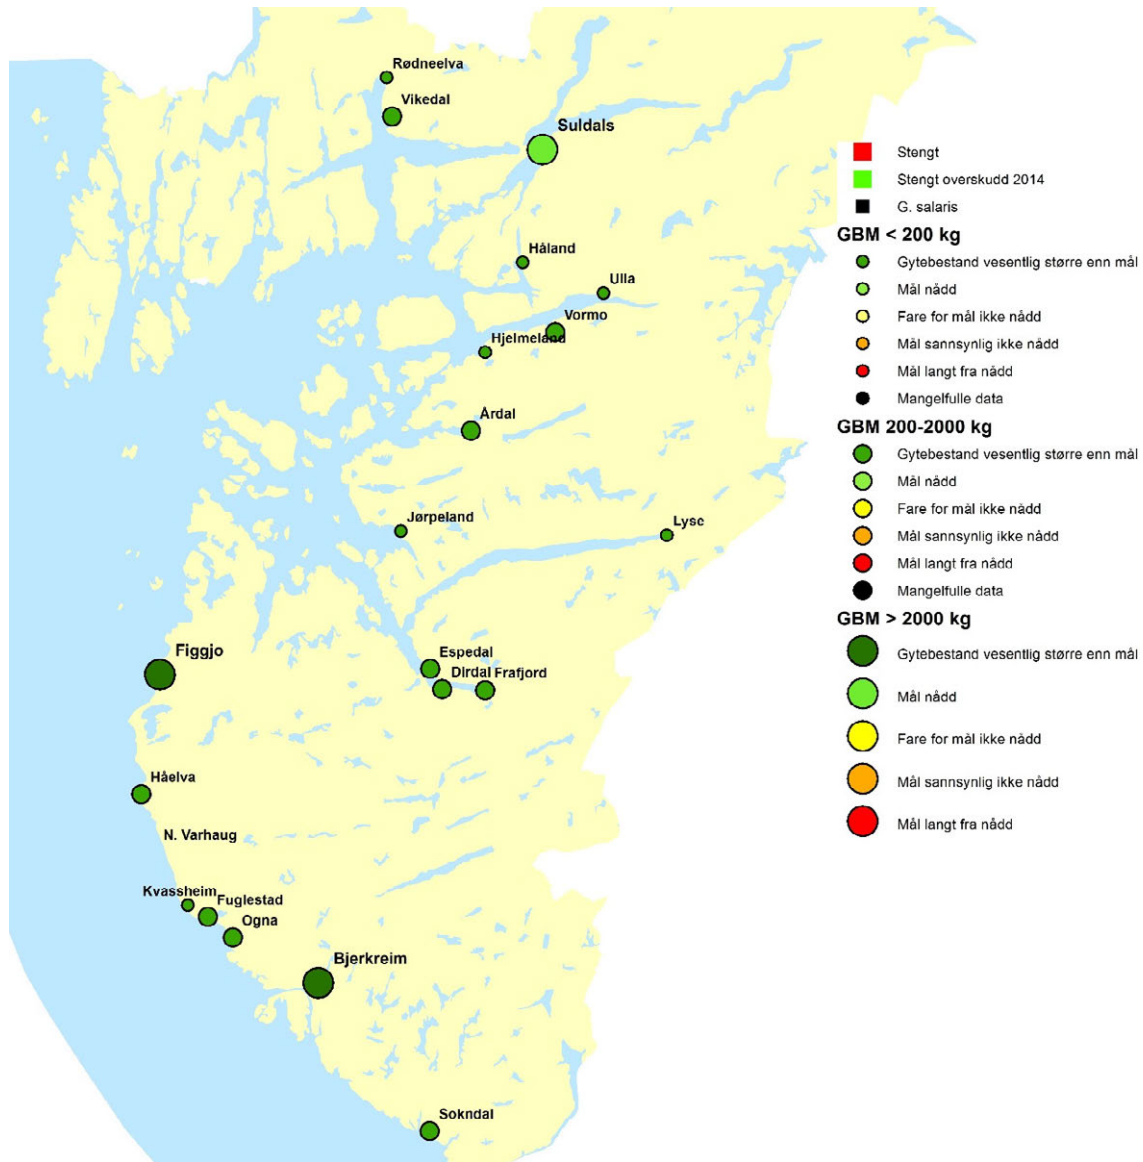 Rødneelva
Vikedal
Suldals
Håland
Ulla
Vormo
Hjelmeland
Årdal
Jørpeland
Lyse
Espedal
Dirdal
Frafjord
Figgjo
Håelva
N. Varhaug
Kvassheim
Fuglestad
Ogna
Bjerkreim
Sokndal
Stengt
Stengt overskudd 2014
G. salaris
GBM < 200 kg
Gytebestand vesentlig større enn mål
Mål nådd
Fare for mål ikke nådd
Mål sannsynlig ikke nådd
Mål langt fra nådd
Mangelfulle data
GBM 200-2000 kg
Gytebestand vesentlig større enn mål
Mål nådd
Fare for mål ikke nådd
Mål sannsynlig ikke nådd
Mål langt fra nådd
Mangelfulle data
GBM > 2000 kg
Gytebestand vesentlig større enn mål
Mål nådd
Fare for mål ikke nådd
Mål sannsynlig ikke nådd
Mål langt fra nådd